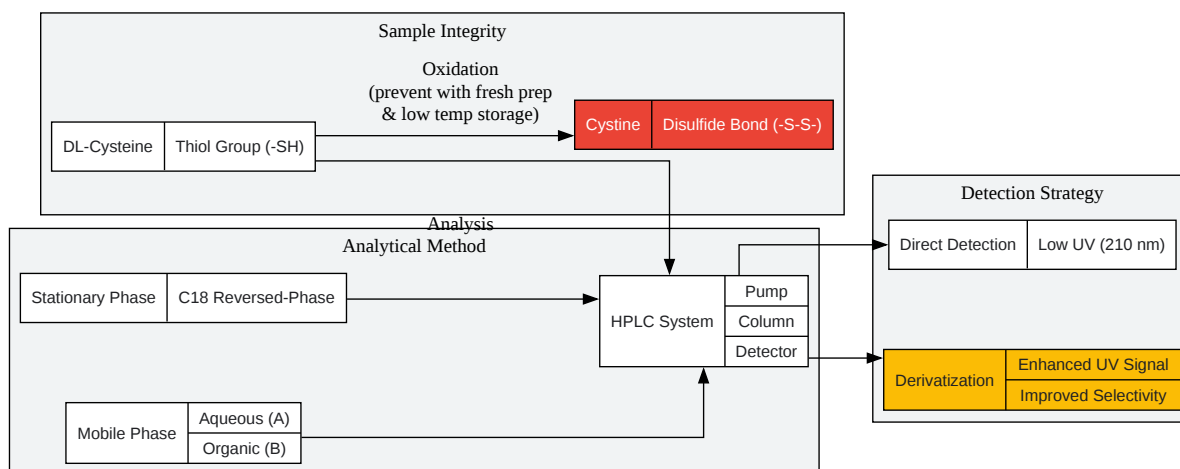 Sample Integrity
Oxidation
(prevent with fresh prep
& low temp storage)
DL-Cysteine
Thiol Group (-SH)
Cystine
Disulfide Bond (-S-S-)
Analysis
Analytical Method
Stationary Phase
C18 Reversed-Phase
HPLC System
Pump
Column
Detector
Mobile Phase
Aqueous (A)
Organic (B)
Detection Strategy
Direct Detection
Low UV (210 nm)
Derivatization
Enhanced UV Signal
Improved Selectivity